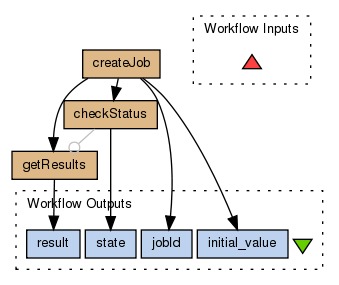 Workflow Inputs
createJob
checkStatus
getResults
Workflow Outputs
result
state
jobId
initial_value